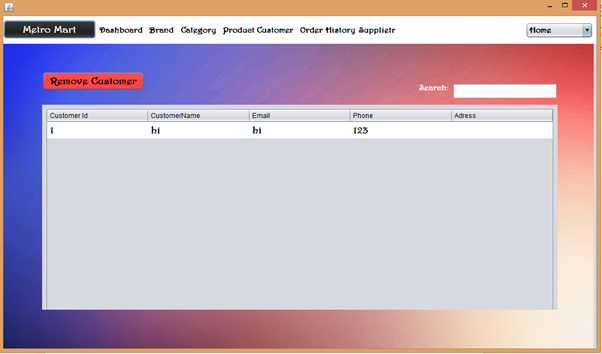 Metro Mart Dashboard Brand Category Product Customer Order History Supplietr Home
Remove Customer
Search:
Customer Id CustomerName Email Phone Adress
1 hi hi 123